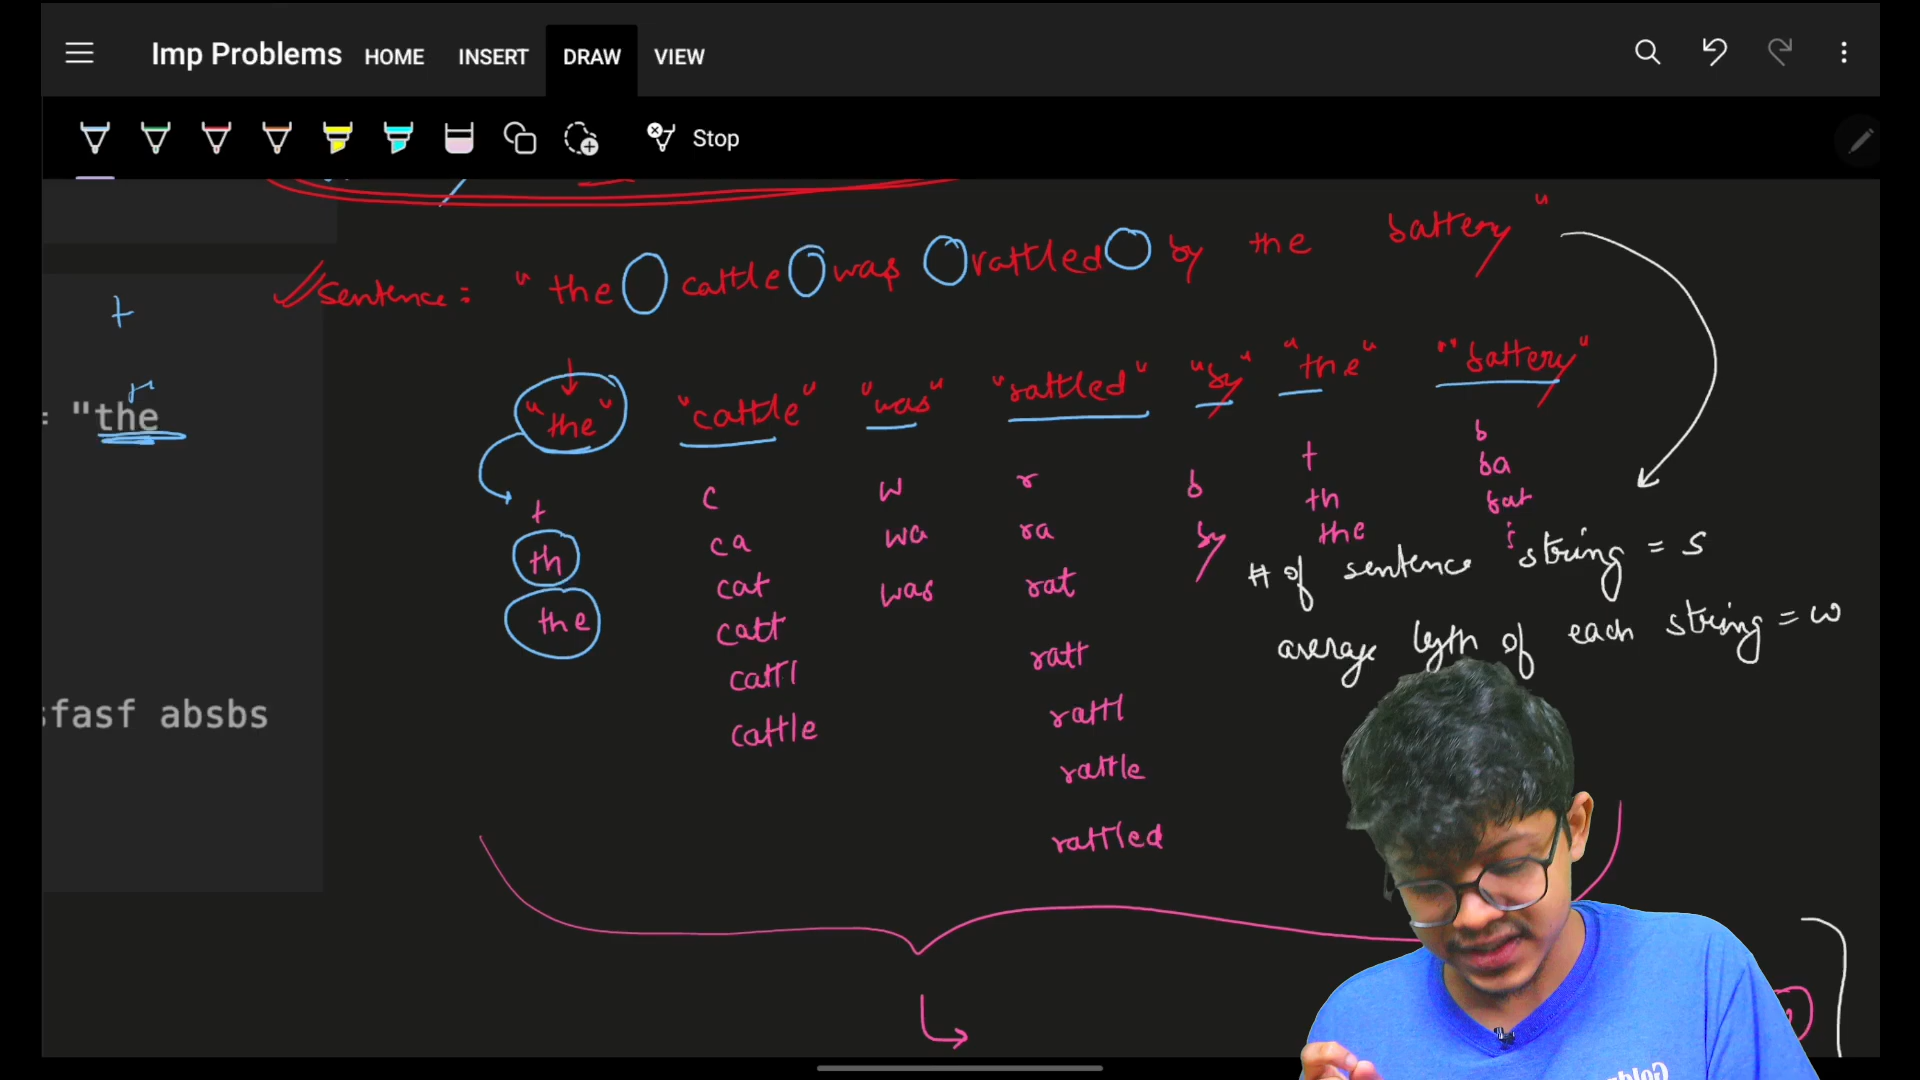 Imp Problems HOME INSERT DRAW VIEW
Stop
sentence = "the cattle was rattled by the battery"
t
r
= "the
"the" "cattle" "was" "rattled" "by" "the" "battery"
t c w r b t b
th ca wa ra by th ba
the cat was rat the bat
catt ratt
cattl rattl
cattle rattle
rattled
# of sentence string = s
average lgth of each string = w
sfasf absbs
Gold